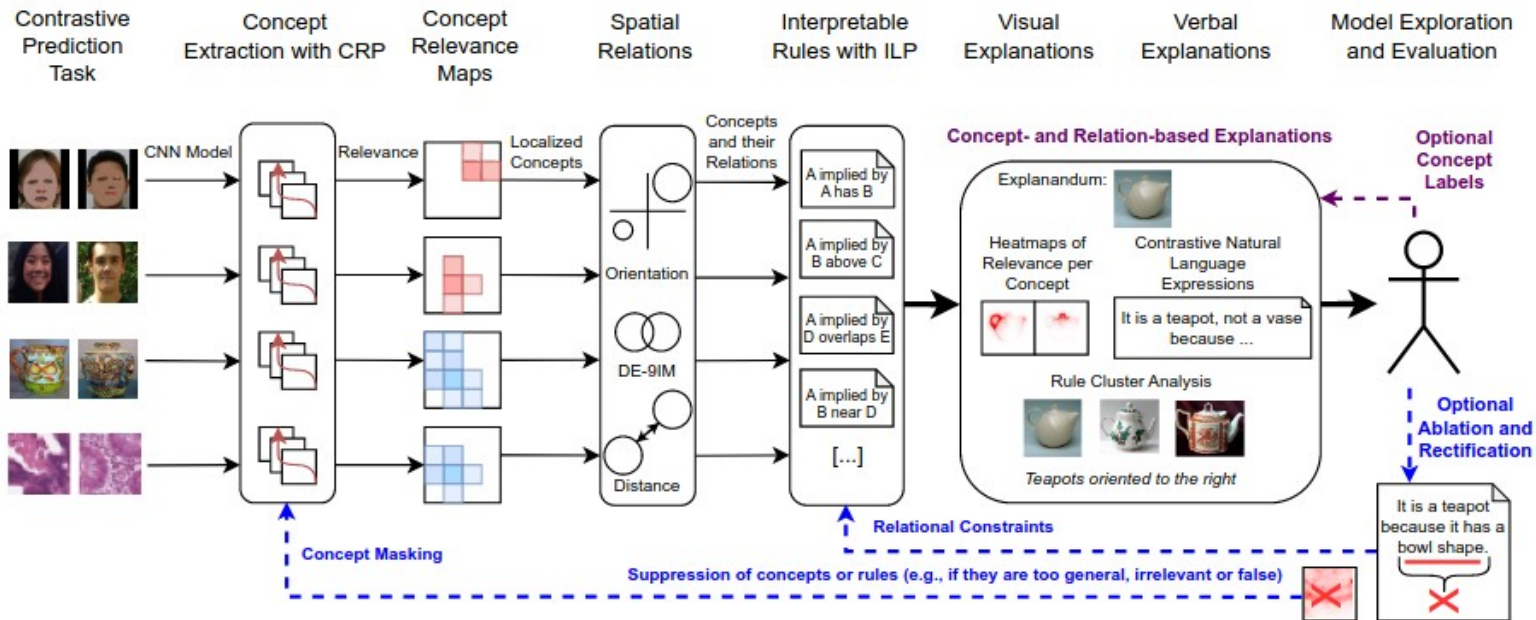 Contrastive
Prediction
Task
Concept
Extraction with CRP
Concept
Relevance
Maps
Spatial
Relations
Interpretable
Rules with ILP
Visual
Explanations
Verbal
Explanations
Model Exploration
and Evaluation
CNN Model
Relevance
Localized
Concepts
Orientation
DE-9IM
Distance
Concepts
and their
Relations
A implied by
A has B
A implied by
B above C
A implied by
D overlaps E
A implied by
B near D
[...]
Concept- and Relation-based Explanations
Explanandum:
Heatmaps of
Relevance per
Concept
Contrastive Natural
Language
Expressions
It is a teapot, not a vase
because ...
Rule Cluster Analysis
Teapots oriented to the right
Optional
Concept
Labels
Optional
Ablation and
Rectification
It is a teapot
because it has a
bowl shape.
Relational Constraints
Concept Masking
Suppression of concepts or rules (e.g., if they are too general, irrelevant or false)